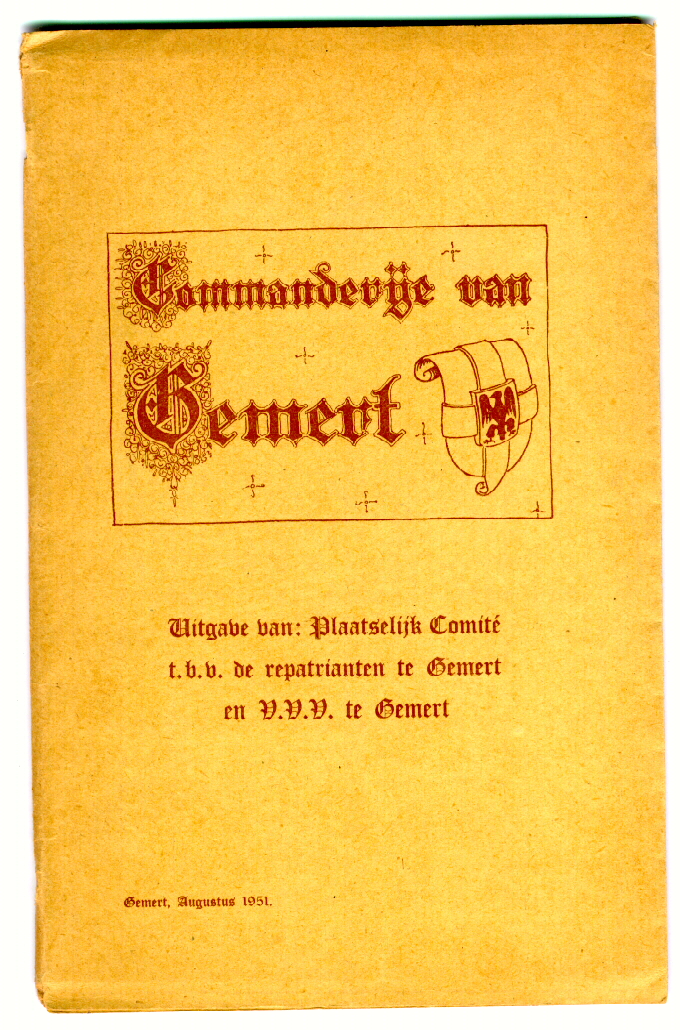 Commanderije van
Gemert
Uitgave van: Plaatselijk Comité
t.b.v. de repatrianten te Gemert
en V.V.V. te Gemert
Gemert, Augustus 1951.